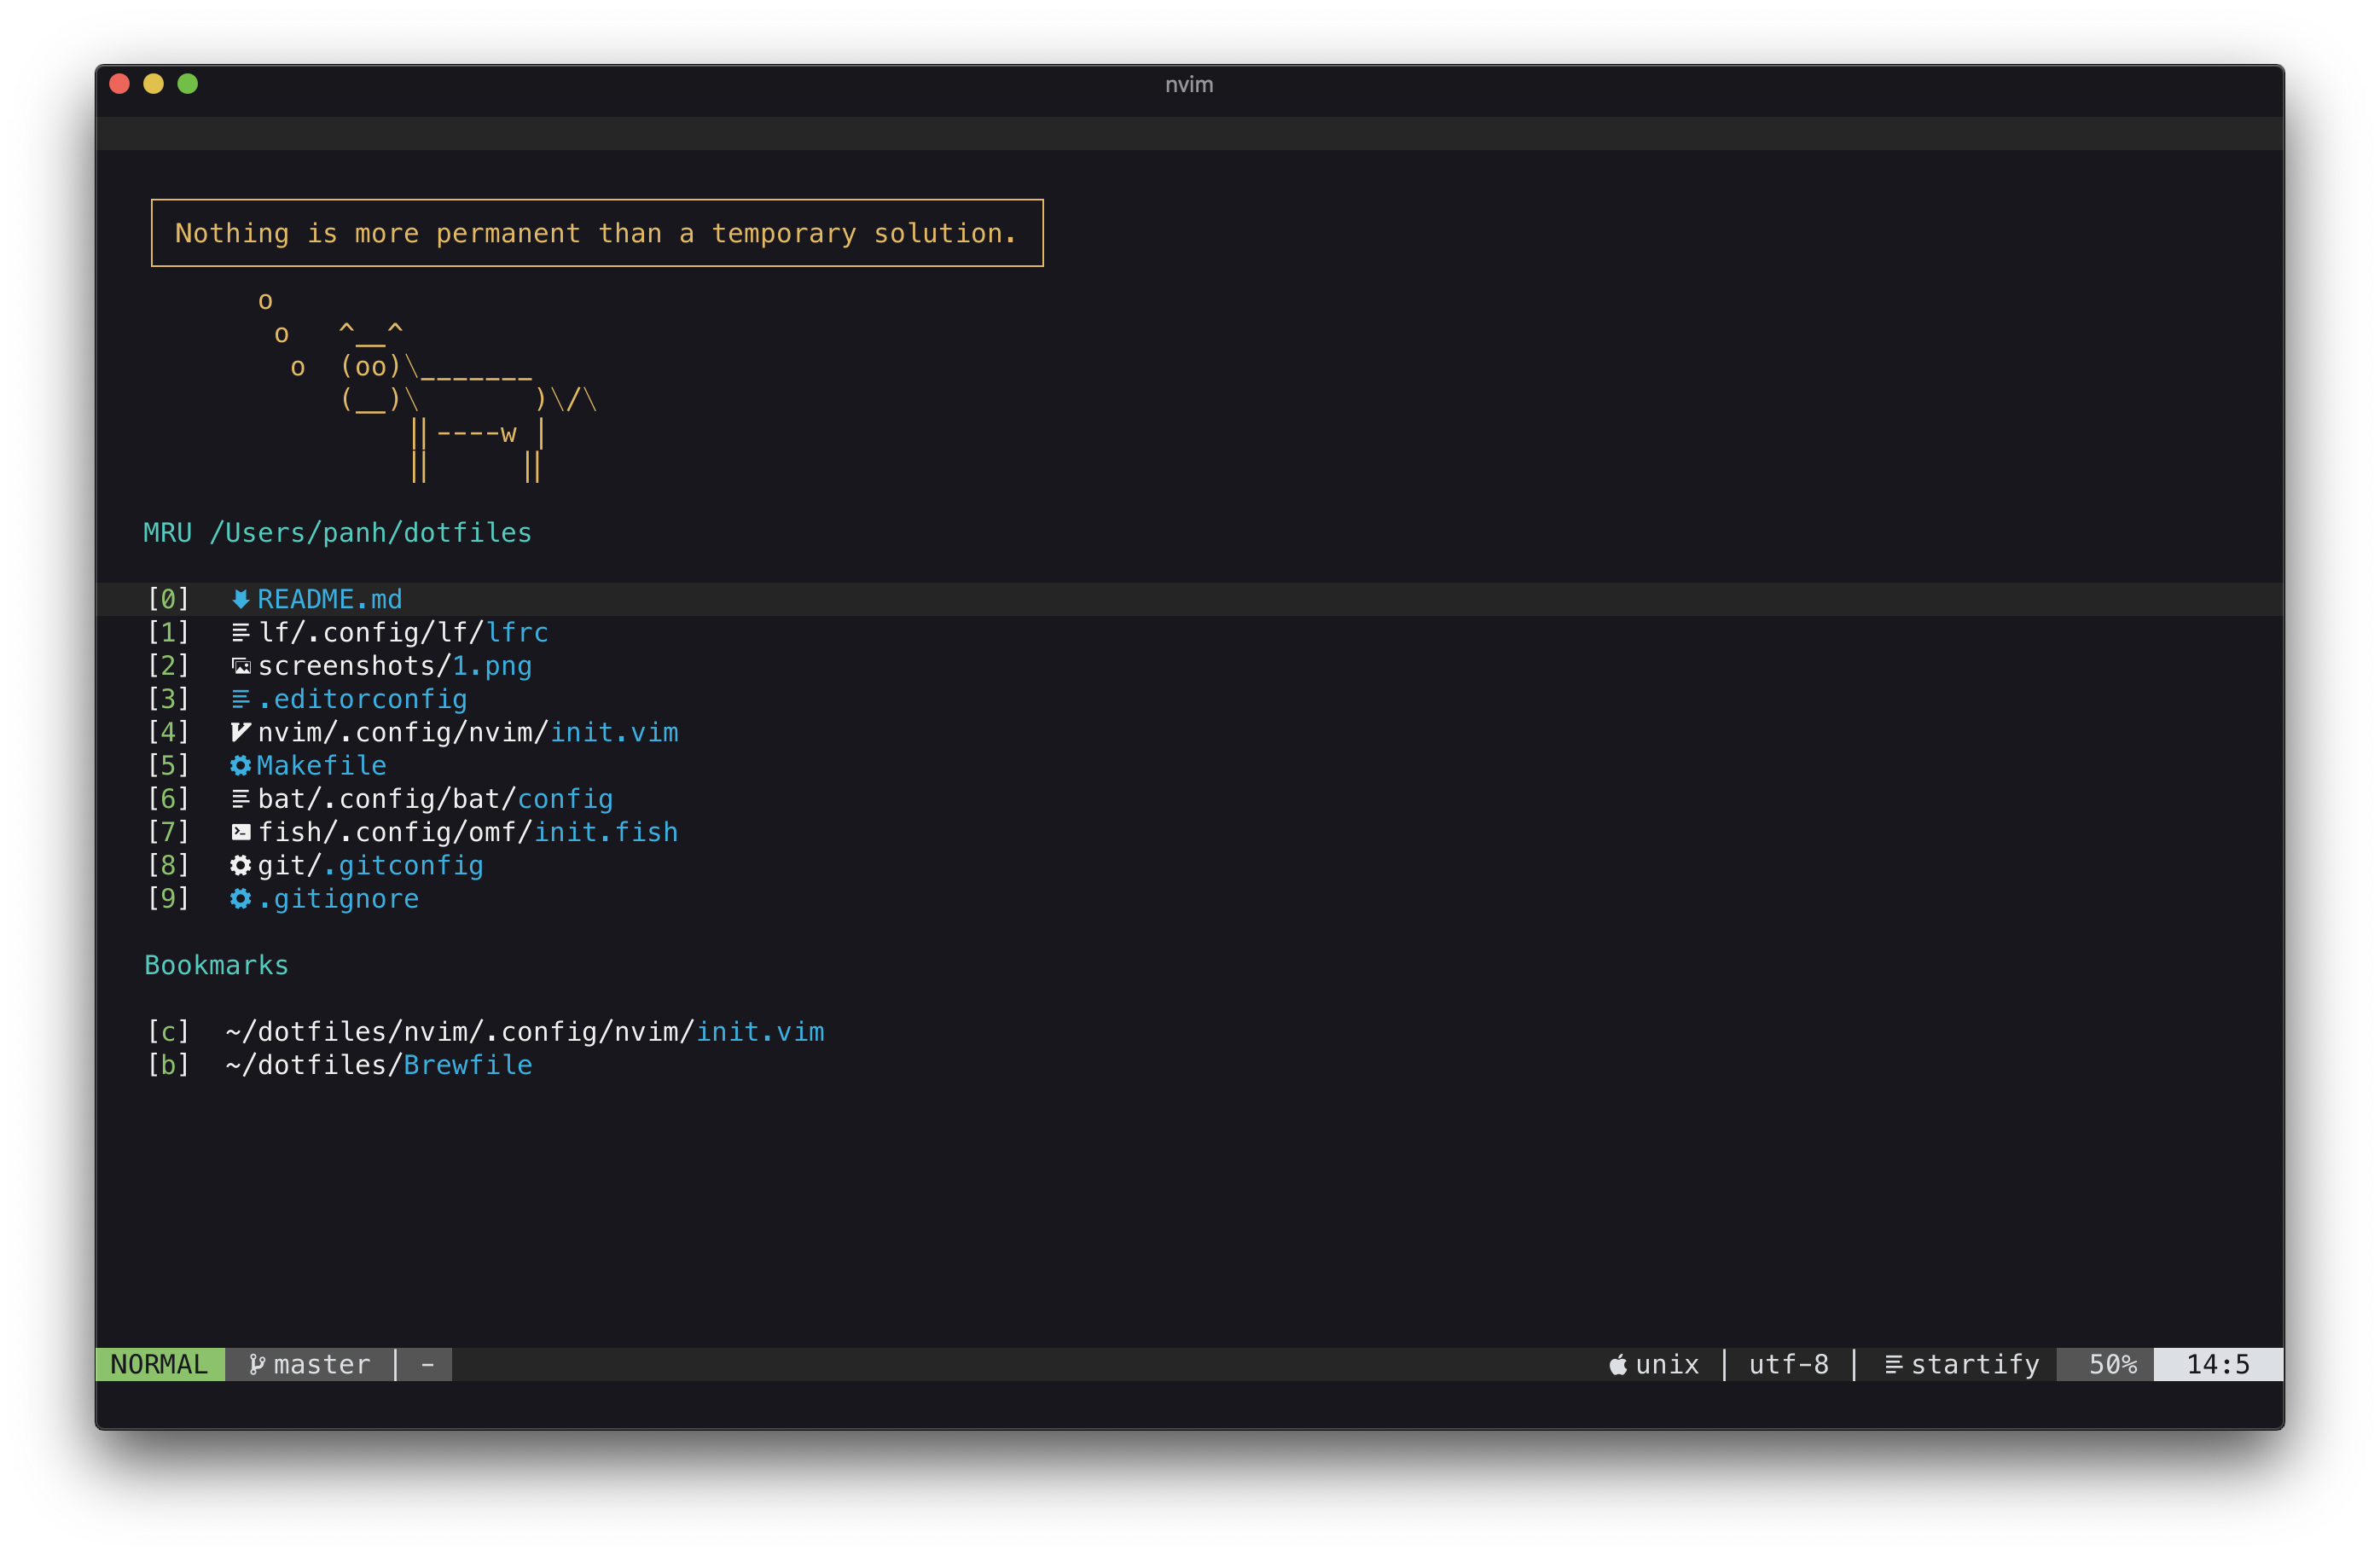 nvim
Nothing is more permanent than a temporary solution.
o
o   ^__^
o  (oo)\_______
(__)\       )\/\
||----w |
||     ||
MRU /Users/panh/dotfiles
[0]  README.md
[1]  lf/.config/lf/lfrc
[2]  screenshots/1.png
[3]  .editorconfig
[4]  nvim/.config/nvim/init.vim
[5]  Makefile
[6]  bat/.config/bat/config
[7]  fish/.config/omf/init.fish
[8]  git/.gitconfig
[9]  .gitignore
Bookmarks
[c]  ~/dotfiles/nvim/.config/nvim/init.vim
[b]  ~/dotfiles/Brewfile
NORMAL master | - unix | utf-8 | startify 50% 14:5